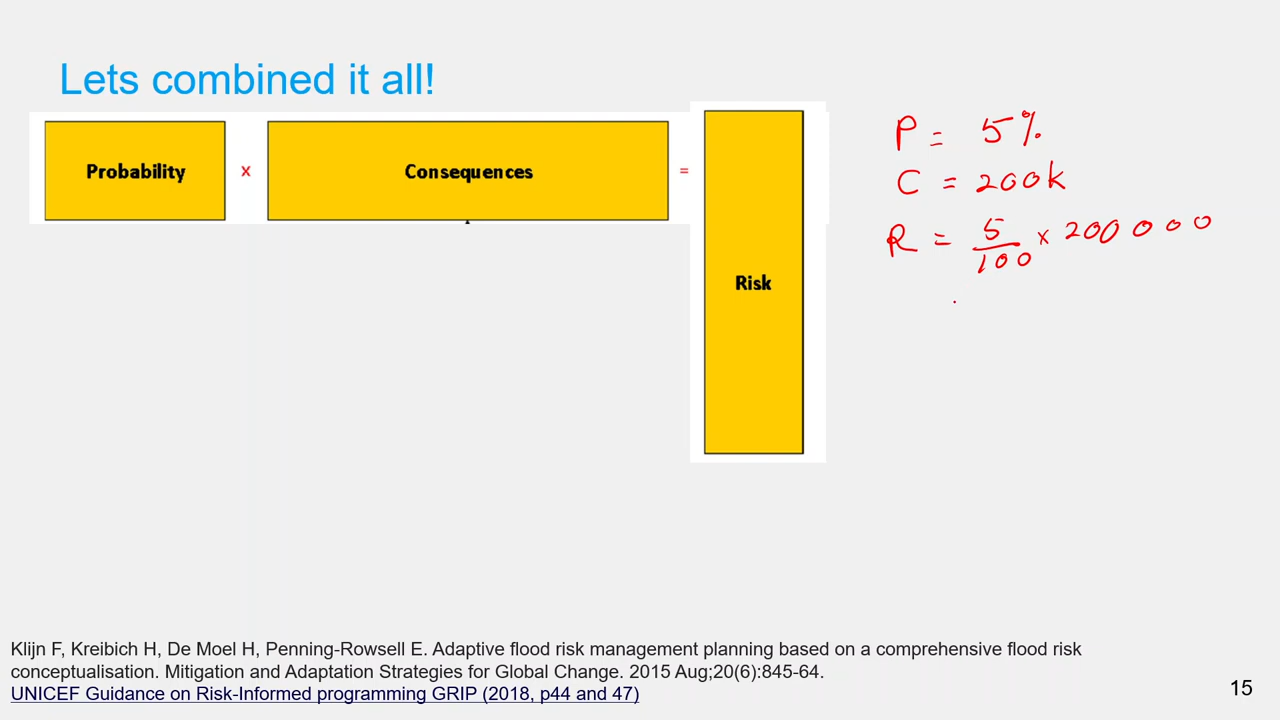 Lets combined it all!
Probability x Consequences =
Risk
P = 5%
C = 200k
R = 5/100 x 200 000
Klijn F, Kreibich H, De Moel H, Penning-Rowsell E. Adaptive flood risk management planning based on a comprehensive flood risk
conceptualisation. Mitigation and Adaptation Strategies for Global Change. 2015 Aug;20(6):845-64.
UNICEF Guidance on Risk-Informed programming GRIP (2018, p44 and 47)
15